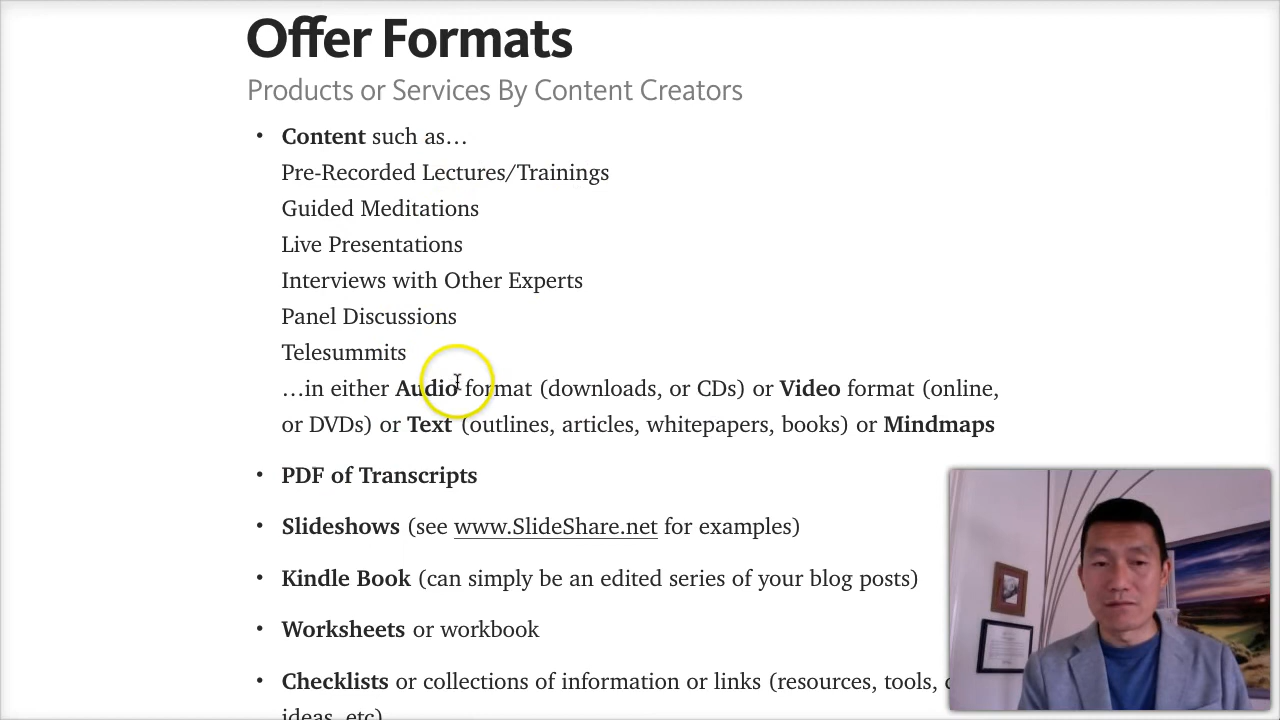 Offer Formats
Products or Services By Content Creators
• Content such as…
Pre-Recorded Lectures/Trainings
Guided Meditations
Live Presentations
Interviews with Other Experts
Panel Discussions
Telesummits
…in either Audio format (downloads, or CDs) or Video format (online,
or DVDs) or Text (outlines, articles, whitepapers, books) or Mindmaps
• PDF of Transcripts
• Slideshows (see www.SlideShare.net for examples)
• Kindle Book (can simply be an edited series of your blog posts)
• Worksheets or workbook
• Checklists or collections of information or links (resources, tools,
ideas, etc)